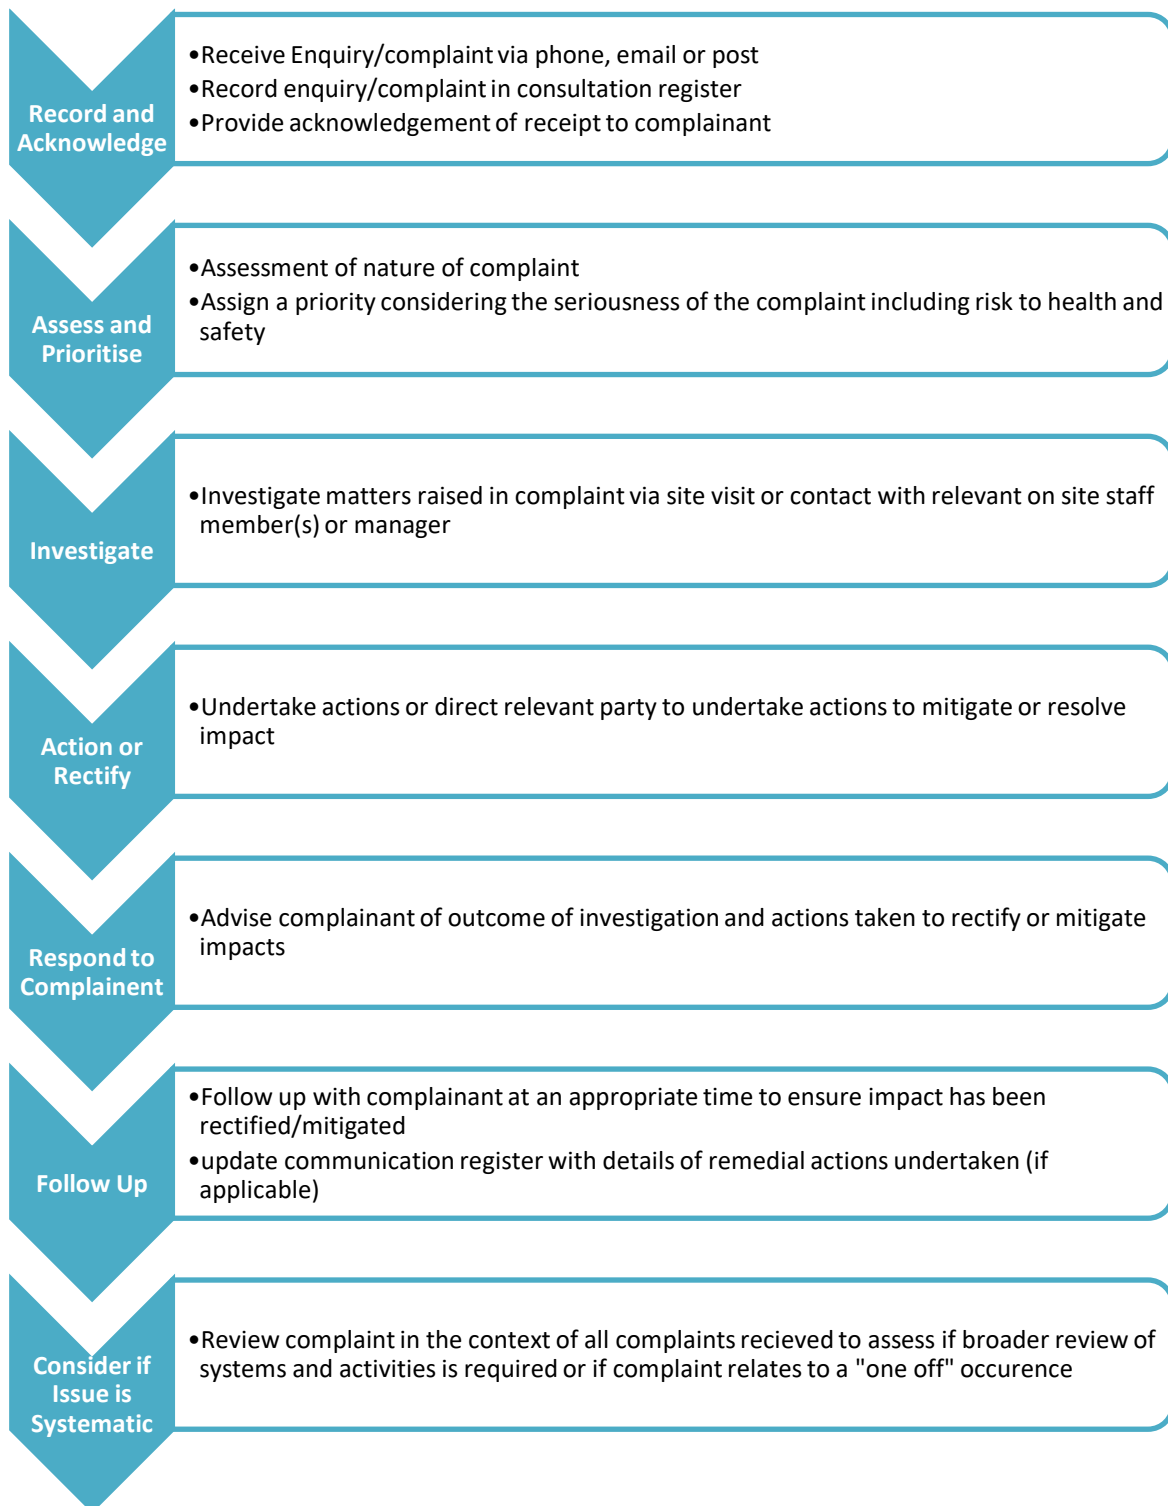 Record and
Acknowledge
•Receive Enquiry/complaint via phone, email or post
•Record enquiry/complaint in consultation register
•Provide acknowledgement of receipt to complainant
Assess and
Prioritise
•Assessment of nature of complaint
•Assign a priority considering the seriousness of the complaint including risk to health and
safety
Investigate
•Investigate matters raised in complaint via site visit or contact with relevant on site staff
member(s) or manager
Action or
Rectify
•Undertake actions or direct relevant party to undertake actions to mitigate or resolve
impact
Respond to
Complainent
•Advise complainant of outcome of investigation and actions taken to rectify or mitigate
impacts
Follow Up
•Follow up with complainant at an appropriate time to ensure impact has been
rectified/mitigated
•update communication register with details of remedial actions undertaken (if
applicable)
Consider if
Issue is
Systematic
•Review complaint in the context of all complaints recieved to assess if broader review of
systems and activities is required or if complaint relates to a "one off" occurence